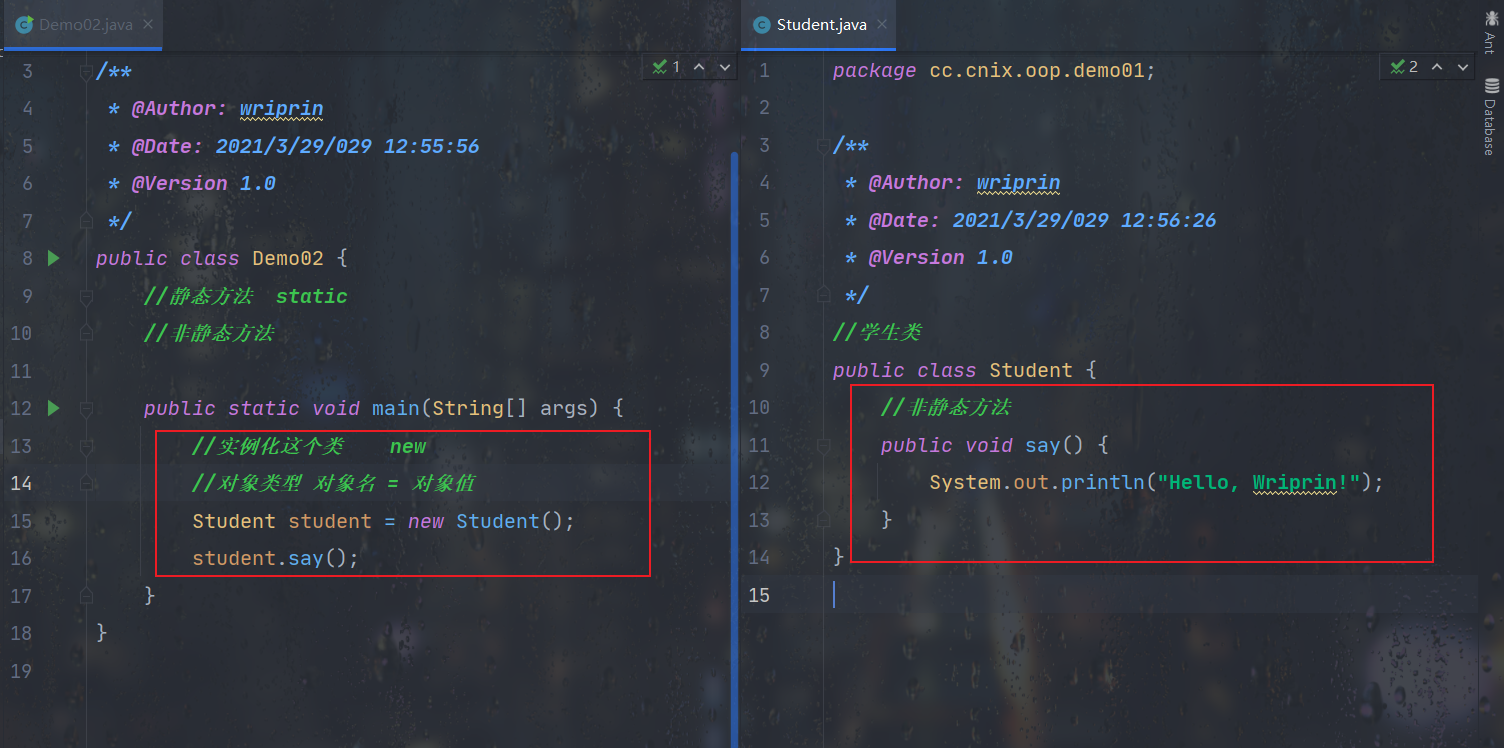 Demo02.java
3 /**
4 * @Author: wriprin
5 * @Date: 2021/3/29/029 12:55:56
6 * @Version 1.0
7 */
8 public class Demo02 {
9 //静态方法 static
10 //非静态方法
11
12 public static void main(String[] args) {
13 //实例化这个类 new
14 //对象类型 对象名 = 对象值
15 Student student = new Student();
16 student.say();
17 }
18 }
19
1
Student.java
1 package cc.cnix.oop.demo01;
2
3 /**
4 * @Author: wriprin
5 * @Date: 2021/3/29/029 12:56:26
6 * @Version 1.0
7 */
8 //学生类
9 public class Student {
10 //非静态方法
11 public void say() {
12 System.out.println("Hello, Wriprin!");
13 }
14 }
15
2
Ant
Database